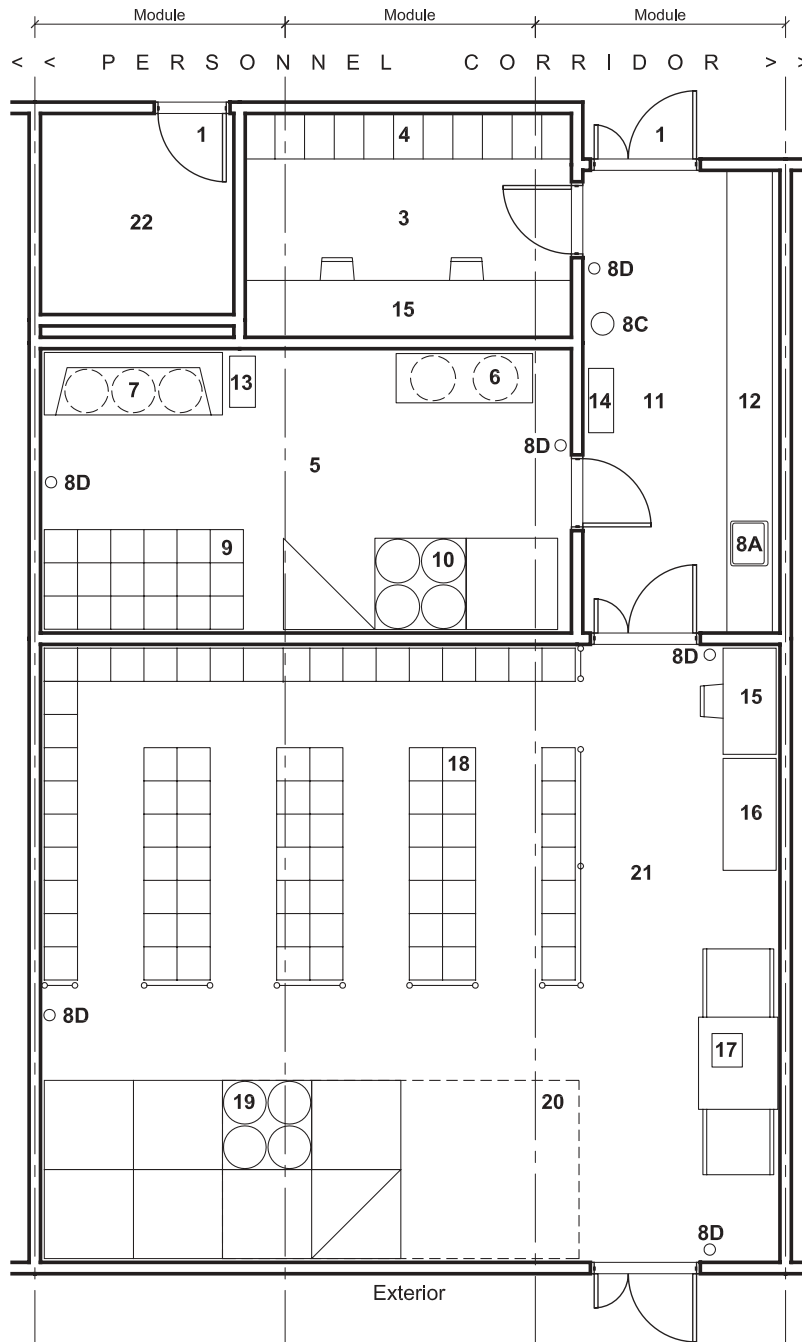 Module Module Module
< < P E R S O N N E L C O R R I D O R > >
1 4 1
22 3
8D
15 8C
7 13 6 14 11 12
8D
5
8D
9 10 8A
8D
15
18 16
21
8D
17
19 20
8D
Exterior